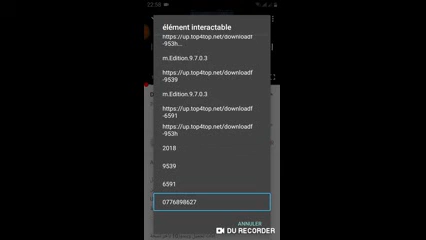 22:58
élément interactable
https://up.top4top.net/downloadf
-953h...
m.Edition.9.7.0.3
https://up.top4top.net/downloadf
-9539
m.Edition.9.7.0.3
https://up.top4top.net/downloadf
-6591
https://up.top4top.net/downloadf
-953h
2018
9539
6591
0776898627
ANNULER
DU RECORDER